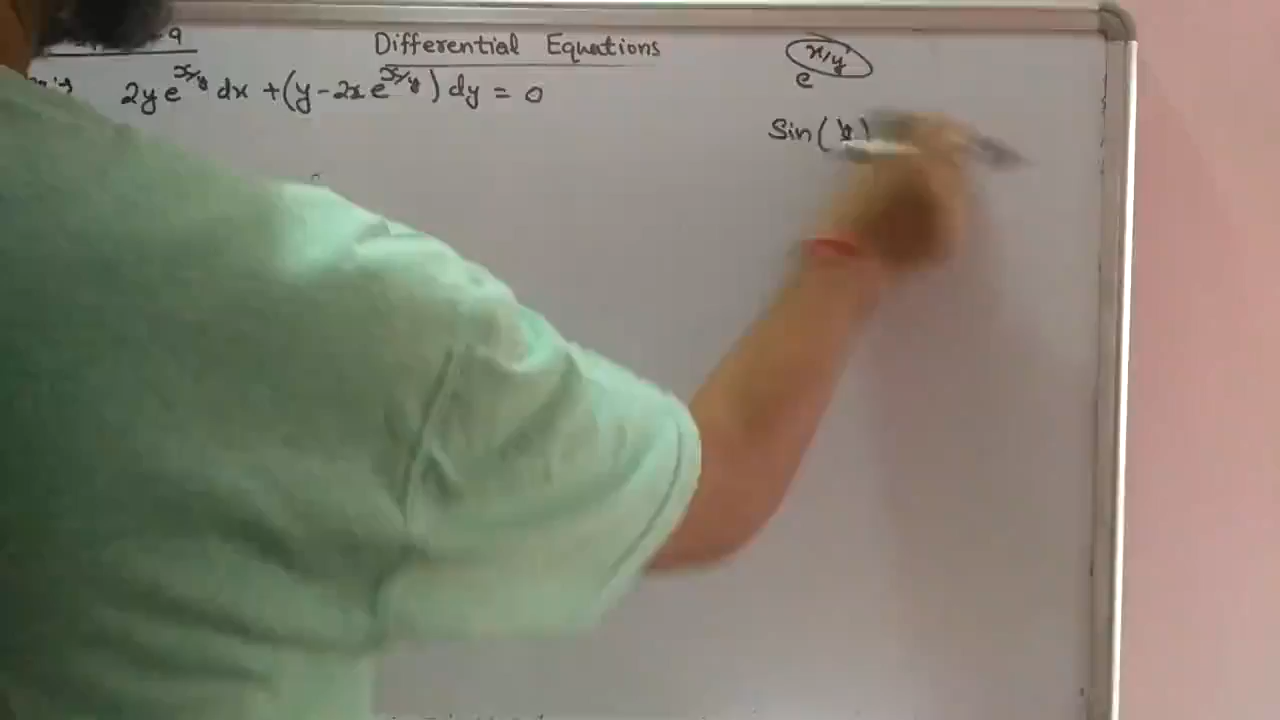 Differential Equations
2y e^{x/y} dx + (y - 2x e^{x/y}) dy = 0
e^{x/y}
Sin(